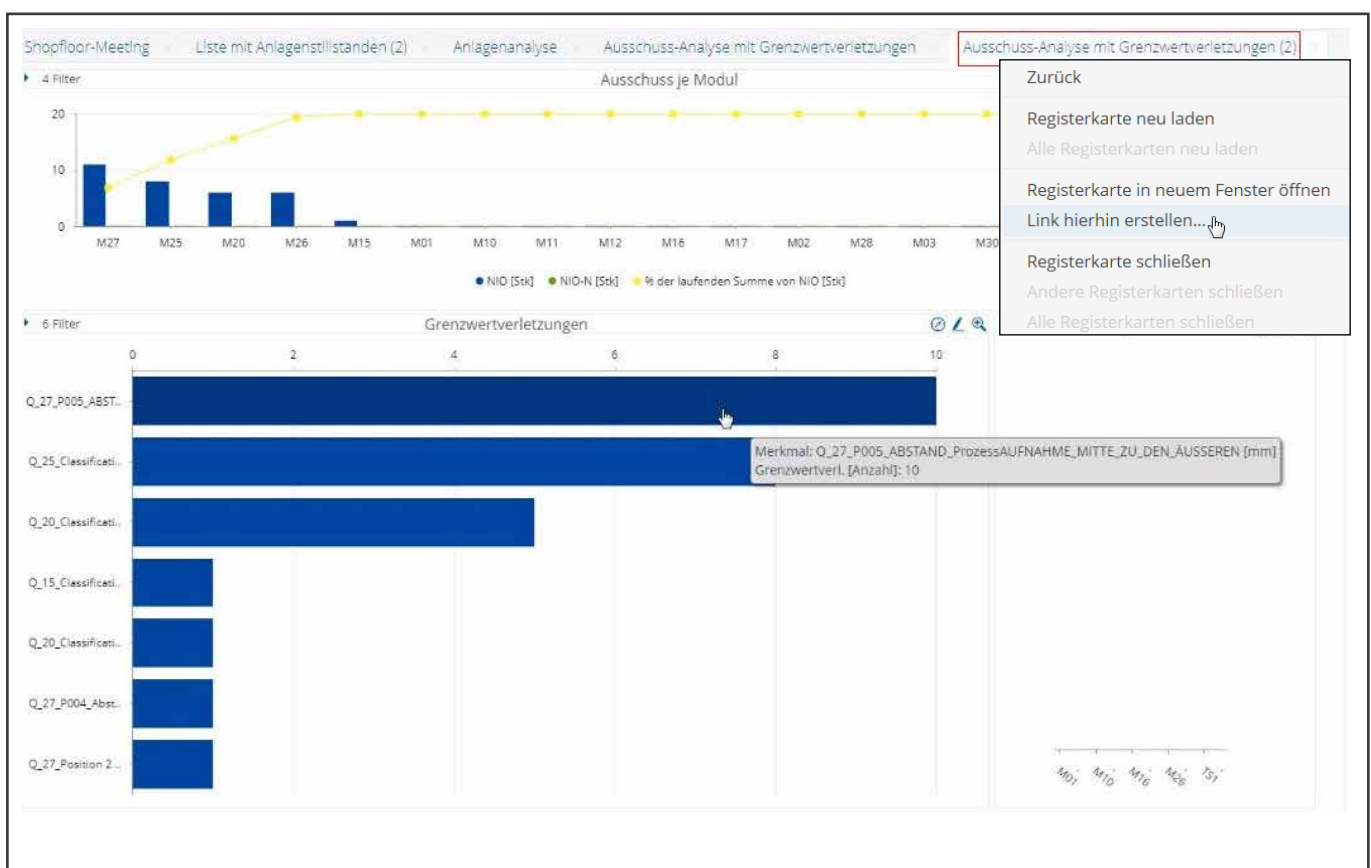 Shopfloor-Meeting Liste mit Anlagenstillständen (2) Anlagenanalyse Ausschuss-Analyse mit Grenzwertverletzungen Ausschuss-Analyse mit Grenzwertverletzungen (2)
4 Filter Ausschuss je Modul
Zurück
Registerkarte neu laden
Alle Registerkarten neu laden
Registerkarte in neuem Fenster öffnen
Link hierhin erstellen...
Registerkarte schließen
Andere Registerkarten schließen
Alle Registerkarten schließen
20
10
0
M27 M25 M20 M26 M15 M01 M10 M11 M12 M16 M17 M02 M28 M03 M30
NIO [Stk] NIO-N [Stk] % der laufenden Summe von NIO [Stk]
6 Filter Grenzwertverletzungen
0 2 4 6 8 10
Q_27_P005_ABST..
Q_25_Classificati..
Q_20_Classificati..
Q_15_Classificati..
Q_20_Classificati..
Q_27_P004_Abst..
Q_27_Position 2 ..
Merkmal: Q_27_P005_ABSTAND_ProzessAUFNAHME_MITTE_ZU_DEN_ÄUSSEREN [mm]
Grenzwertverl. [Anzahl]: 10
M01 M10 M16 M26 TS1